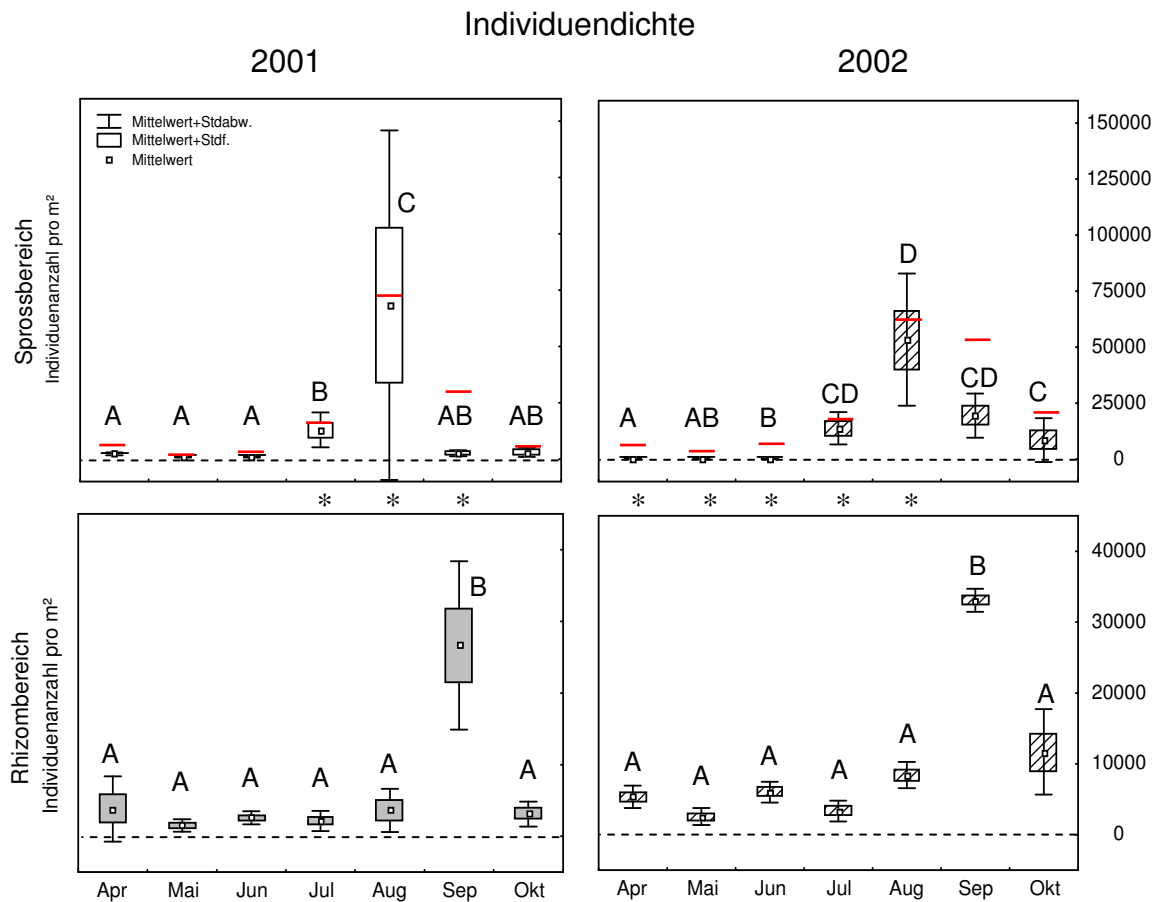 Individuendichte
2001
2002
Mittelwert+Stdabw.
Mittelwert+Stdf.
Mittelwert
Sprossbereich
Individuenanzahl pro m²
A A A B C AB AB
A AB B CD D CD C
150000
125000
100000
75000
50000
25000
0
* * *
* * * * *
Rhizombereich
Individuenanzahl pro m²
A A A A A B A
A A A A A B A
40000
30000
20000
10000
0
Apr Mai Jun Jul Aug Sep Okt
Apr Mai Jun Jul Aug Sep Okt